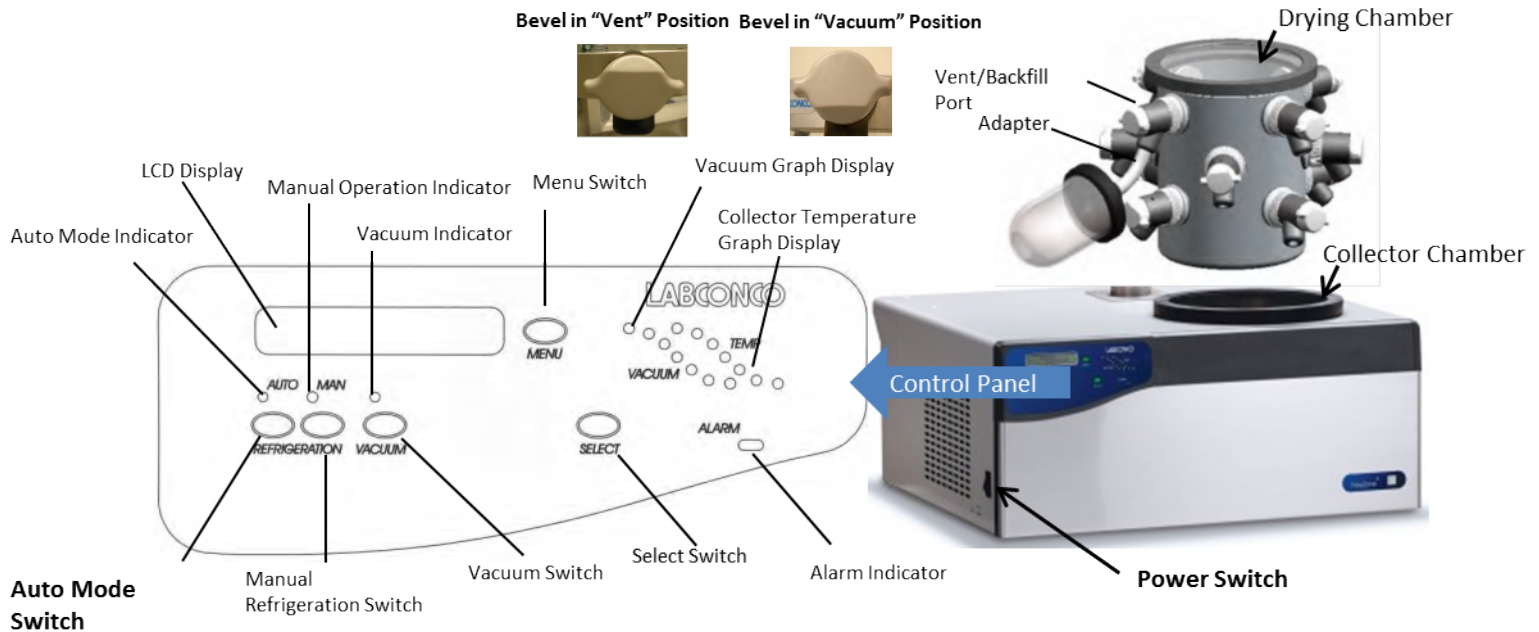 Bevel in “Vent” Position
Bevel in “Vacuum” Position
Drying Chamber
Vent/Backfill
Port
Adapter
LCD Display
Manual Operation Indicator
Menu Switch
Vacuum Graph Display
Auto Mode Indicator
Vacuum Indicator
Collector Temperature
Graph Display
Collector Chamber
LABCONCO
MENU
TEMP
VACUUM
AUTO
MAN
Control Panel
REFRIGERATION
VACUUM
SELECT
ALARM
Auto Mode
Switch
Manual
Refrigeration Switch
Vacuum Switch
Select Switch
Alarm Indicator
Power Switch